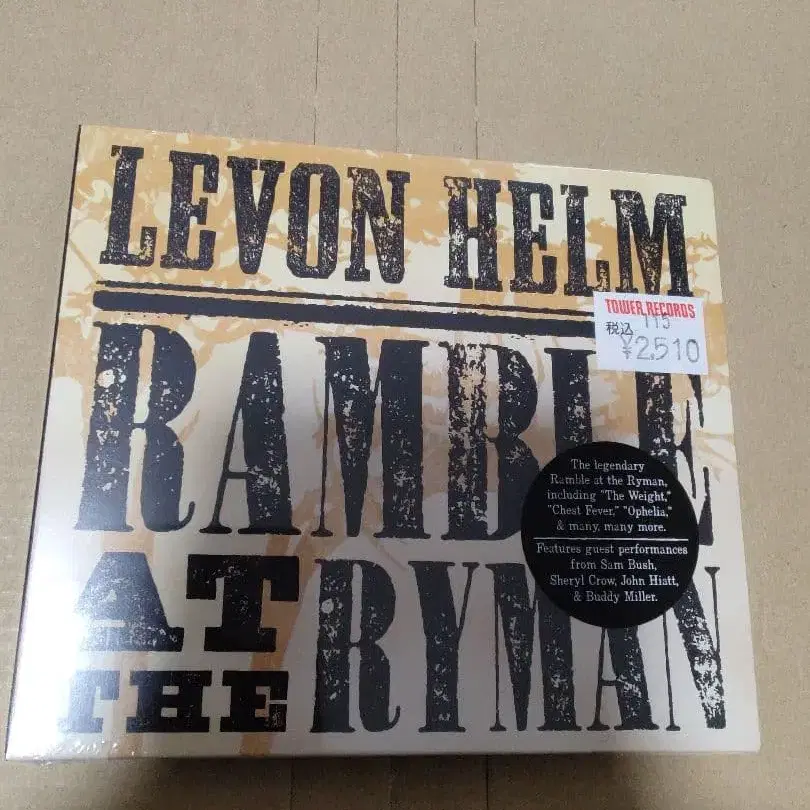 LEVON HELM
RAMBLE
AT
THE RYMAN
TOWER RECORDS
115
税込
¥2,510
The legendary
Ramble at the Ryman,
including "The Weight,"
"Chest Fever," "Ophelia,"
& many, many more.
Features guest performances
from Sam Bush,
Sheryl Crow, John Hiatt,
& Buddy Miller.